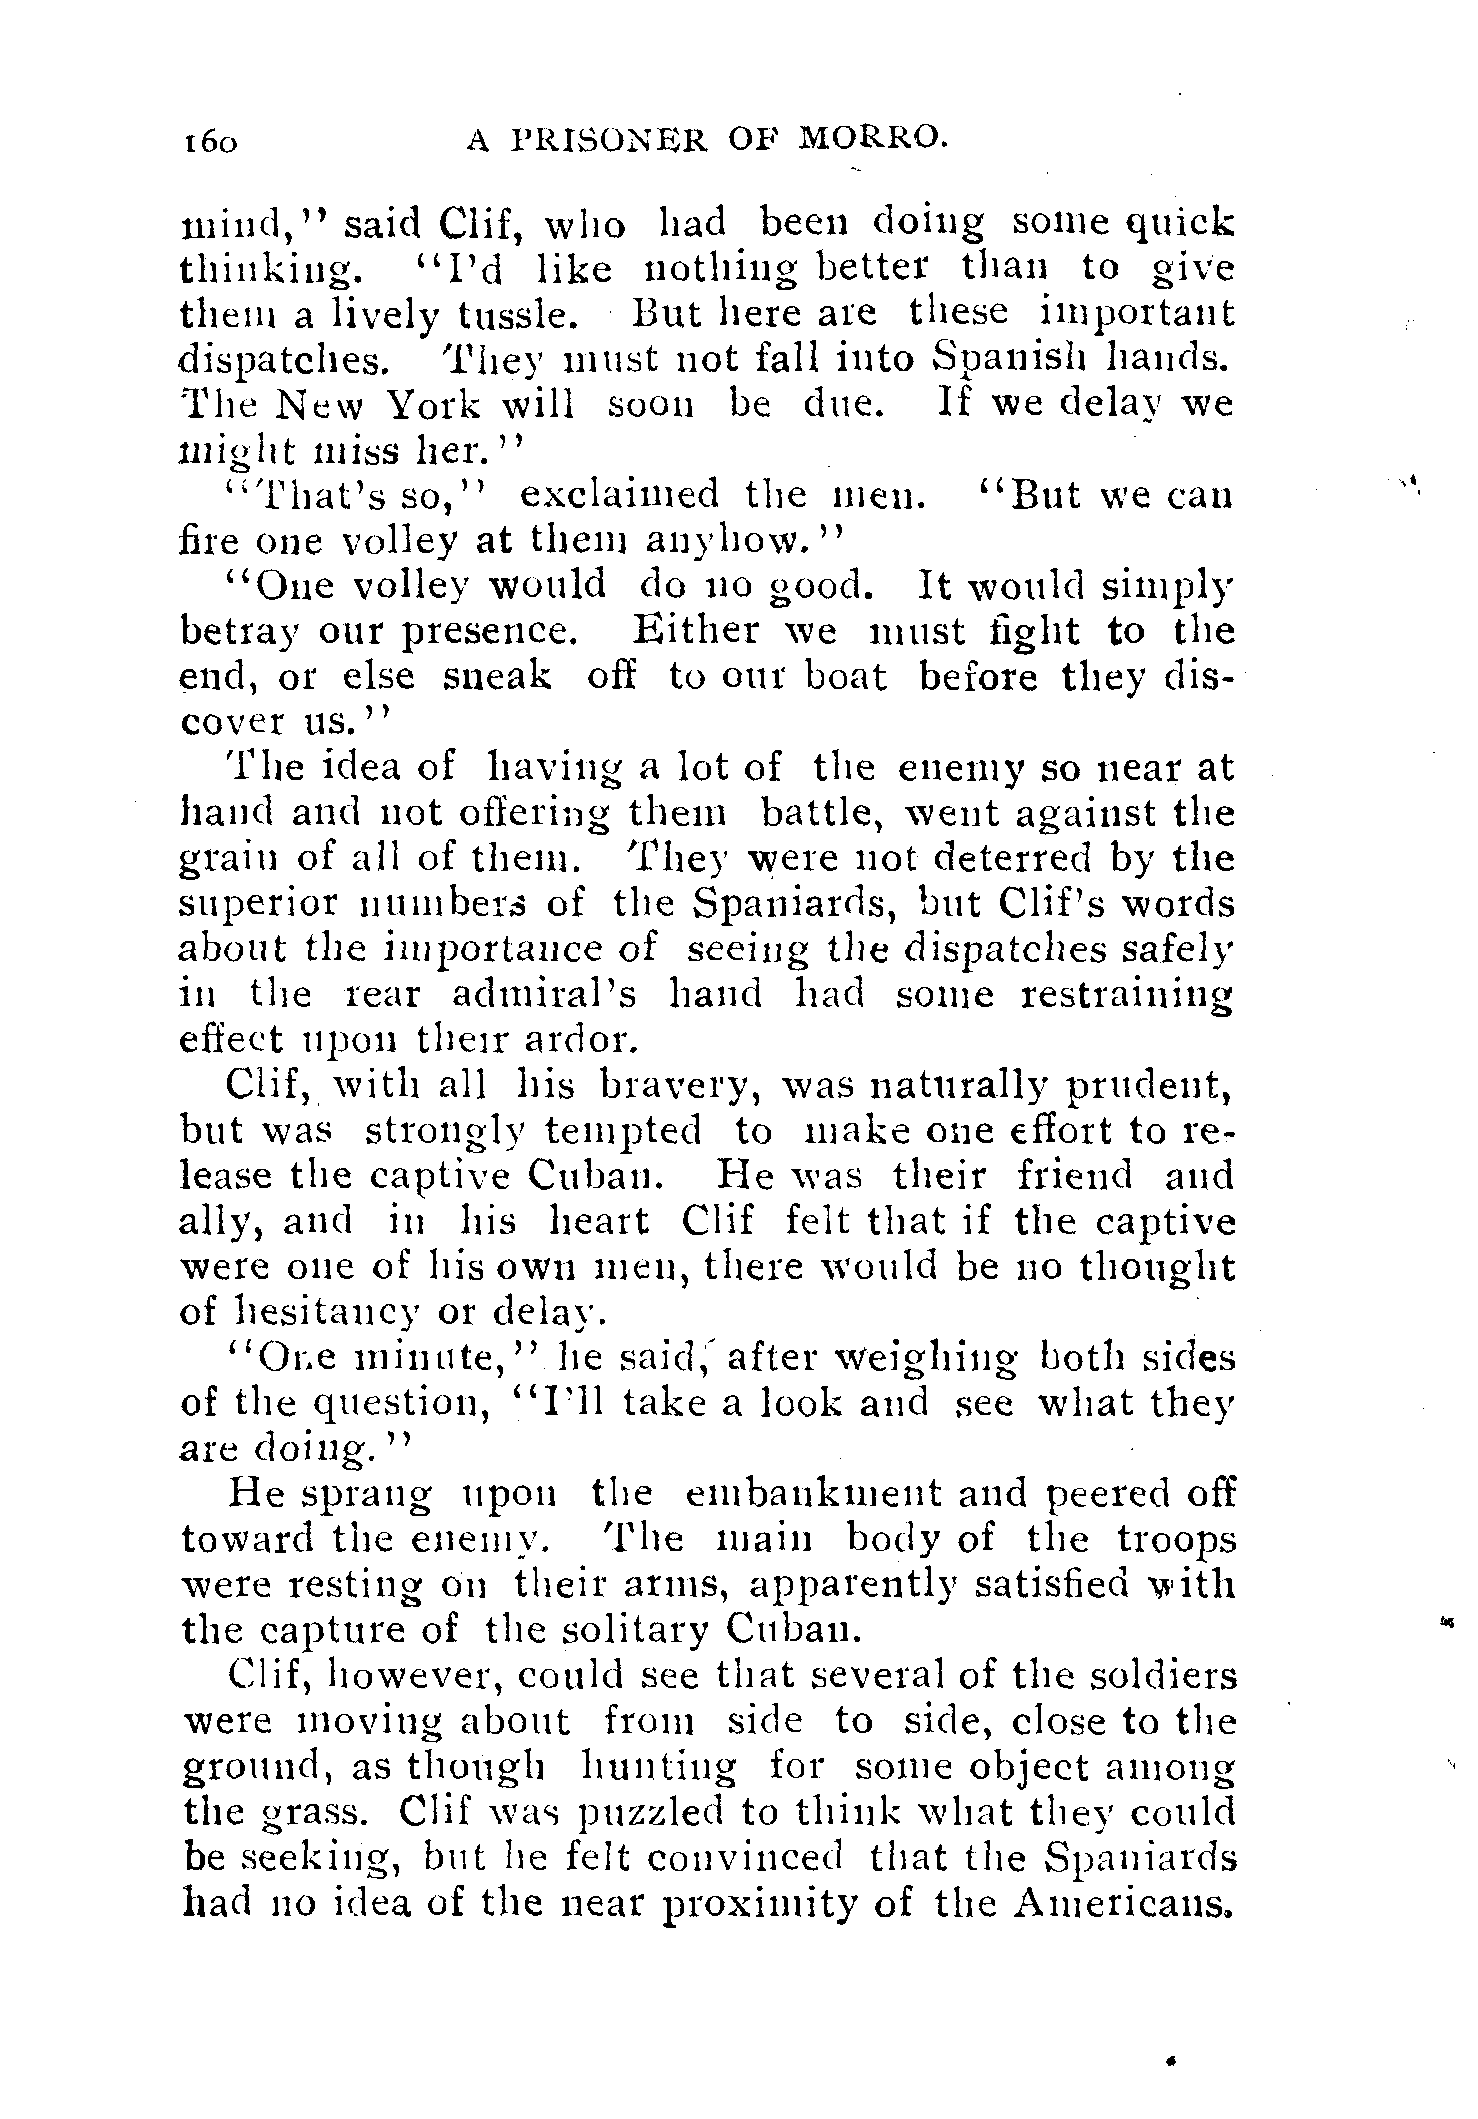 160 A PRISONER OF MORRO.
mind," said Clif, who had been doing some quick
thinking. "I'd like nothing better than to give
them a lively tussle. But here are these important
dispatches. They must not fall into Spanish hands.
The New York will soon be due. If we delay we
might miss her."
"That's so," exclaimed the men. "But we can
fire one volley at them anyhow."
"One volley would do no good. It would simply
betray our presence. Either we must fight to the
end, or else sneak off to our boat before they dis-
cover us."
The idea of having a lot of the enemy so near at
hand and not offering them battle, went against the
grain of all of them. They were not deterred by the
superior numbers of the Spaniards, but Clif's words
about the importance of seeing the dispatches safely
in the rear admiral's hand had some restraining
effect upon their ardor.
Clif, with all his bravery, was naturally prudent,
but was strongly tempted to make one effort to re-
lease the captive Cuban. He was their friend and
ally, and in his heart Clif felt that if the captive
were one of his own men, there would be no thought
of hesitancy or delay.
"One minute," he said, after weighing both sides
of the question, "I'll take a look and see what they
are doing."
He sprang upon the embankment and peered off
toward the enemy. The main body of the troops
were resting on their arms, apparently satisfied with
the capture of the solitary Cuban.
Clif, however, could see that several of the soldiers
were moving about from side to side, close to the
ground, as though hunting for some object among
the grass. Clif was puzzled to think what they could
be seeking, but he felt convinced that the Spaniards
had no idea of the near proximity of the Americans.